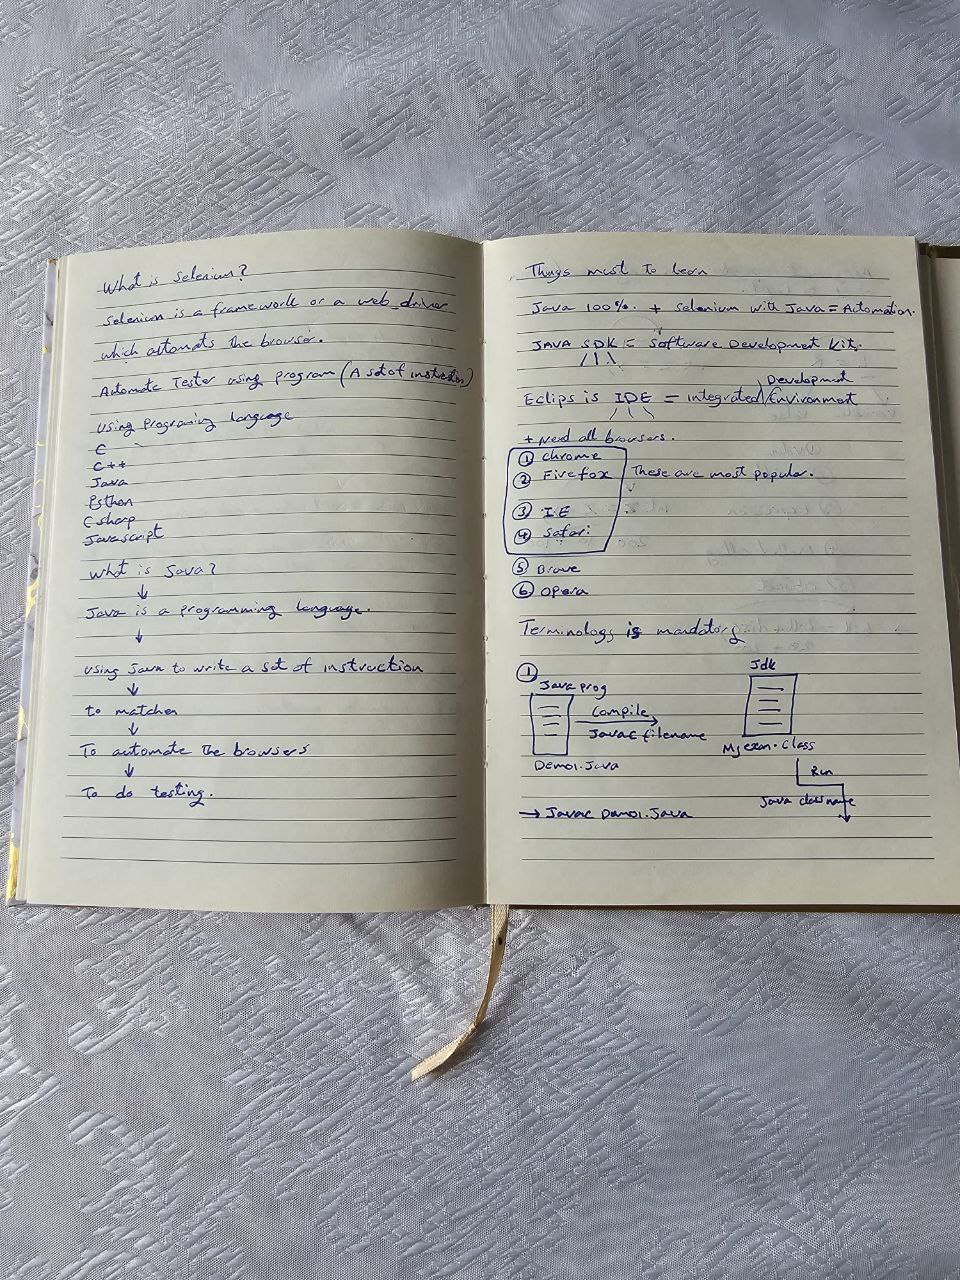 What is Selenium?
Selenium is a framework or a web_driver
which automats the browser.
Automate Tester using program (A set of instruction)
using Programing language
C
C++
Java
Python
C sharp
Javascript
What is Java?
↓
Java is a programming language.
↓
using Java to write a set of instruction
↓
to matcher
↓
To automate the browsers
↓
To do testing.
Things must to learn
Java 100% + Selenium with Java = Automation.
JAVA SDK = Software Development Kit.
Development
Eclips is IDE = integrated / Environment
+ Need all browsers.
① chrome
② Firefox These are most popular.
③ I.E
④ Safari
⑤ Brave
⑥ opera
Terminology is mandatory
① Jdk
Java prog
Compile
Javac filename
Demo1.Java
.class
Run
Java classname
→ Javac Demo1.Java